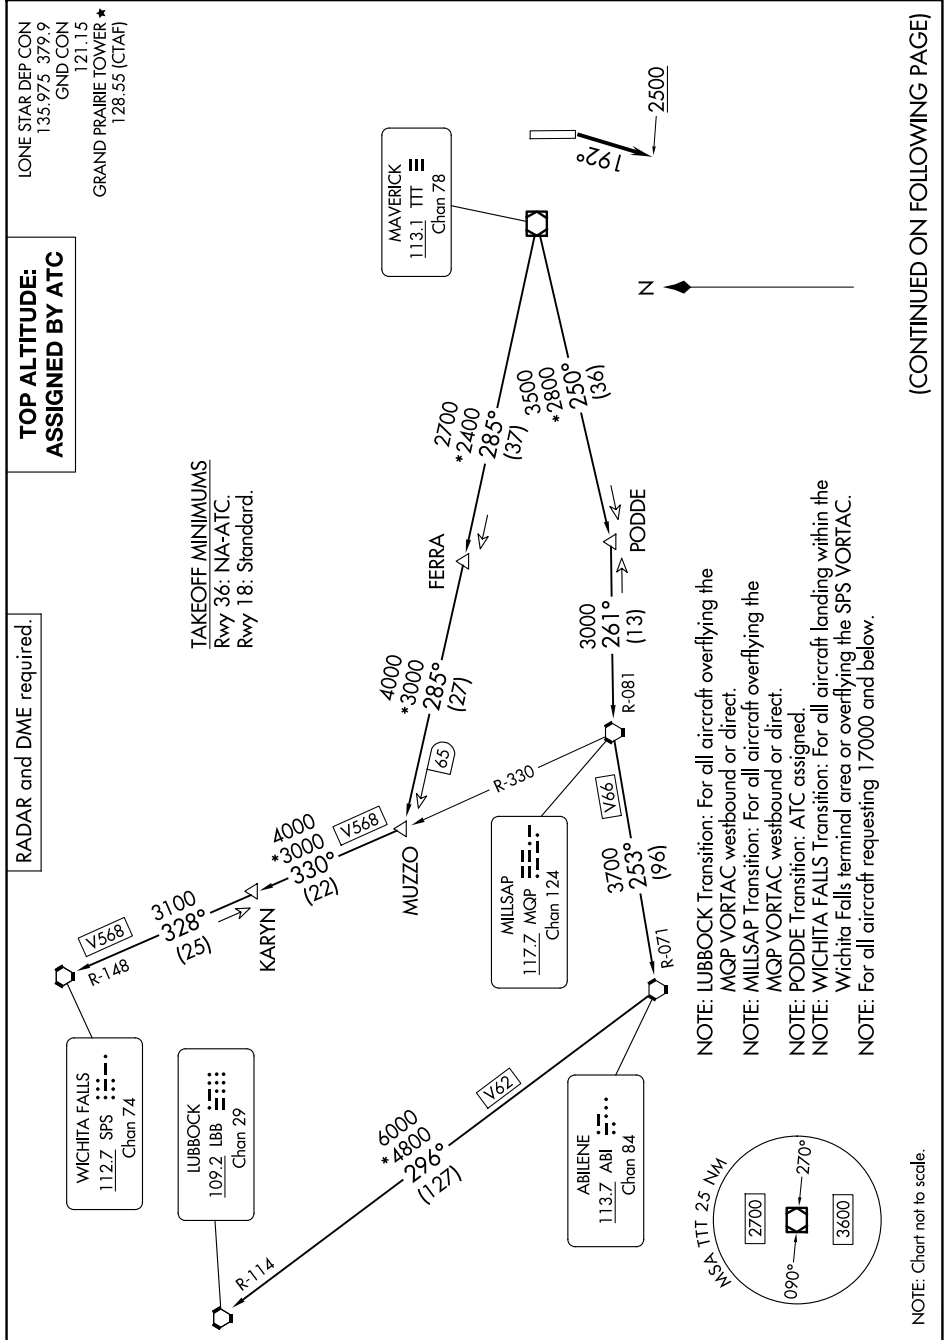 LONE STAR DEP CON
135.975 379.9
GND CON
121.15
GRAND PRAIRIE TOWER ★
128.55 (CTAF)
TOP ALTITUDE:
ASSIGNED BY ATC
RADAR and DME required.
TAKEOFF MINIMUMS
Rwy 36: NA-ATC.
Rwy 18: Standard.
WICHITA FALLS
112.7 SPS
Chan 74
LUBBOCK
109.2 LBB
Chan 29
V568
R-148
3100
328°
(25)
KARYN
4000
*3000
330°
(22)
V568
MUZZO
65
4000
*3000
285°
(27)
FERRA
2700
*2400
285°
(37)
MAVERICK
113.1 TTT
Chan 78
192°
2500
N
3500
*2800
250°
(36)
PODDE
3000
261°
(13)
R-081
R-330
MILLSAP
117.7 MQP
Chan 124
V66
3700
253°
(96)
R-071
ABILENE
113.7 ABI
Chan 84
V62
6000
*4800
296°
(127)
R-114
MSA TTT 25 NM
2700
090°
270°
3600
NOTE: LUBBOCK Transition: For all aircraft overflying the
MQP VORTAC westbound or direct.
NOTE: MILLSAP Transition: For all aircraft overflying the
MQP VORTAC westbound or direct.
NOTE: PODDE Transition: ATC assigned.
NOTE: WICHITA FALLS Transition: For all aircraft landing within the
Wichita Falls terminal area or overflying the SPS VORTAC.
NOTE: For all aircraft requesting 17000 and below.
NOTE: Chart not to scale.
(CONTINUED ON FOLLOWING PAGE)